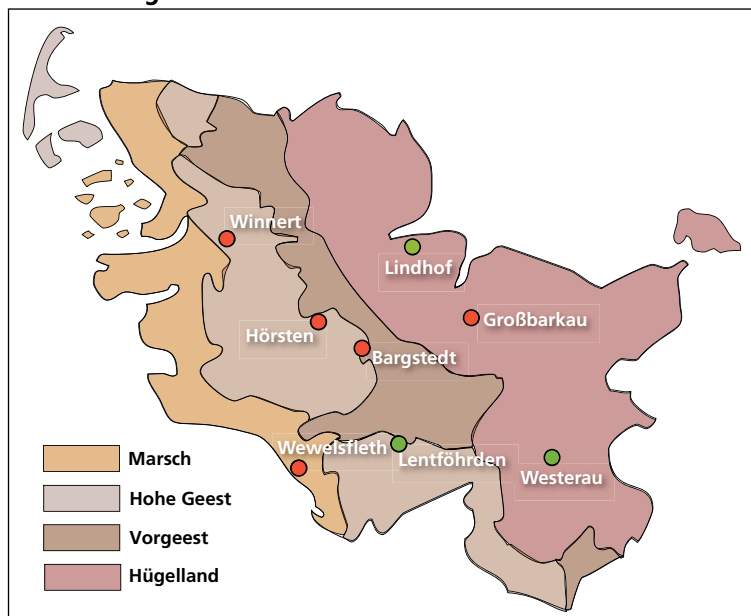 Winnert
Lindhof
Großbarkau
Hörsten
Bargstedt
Wewelsfleth
Lentföhrden
Westerau
Marsch
Hohe Geest
Vorgeest
Hügelland